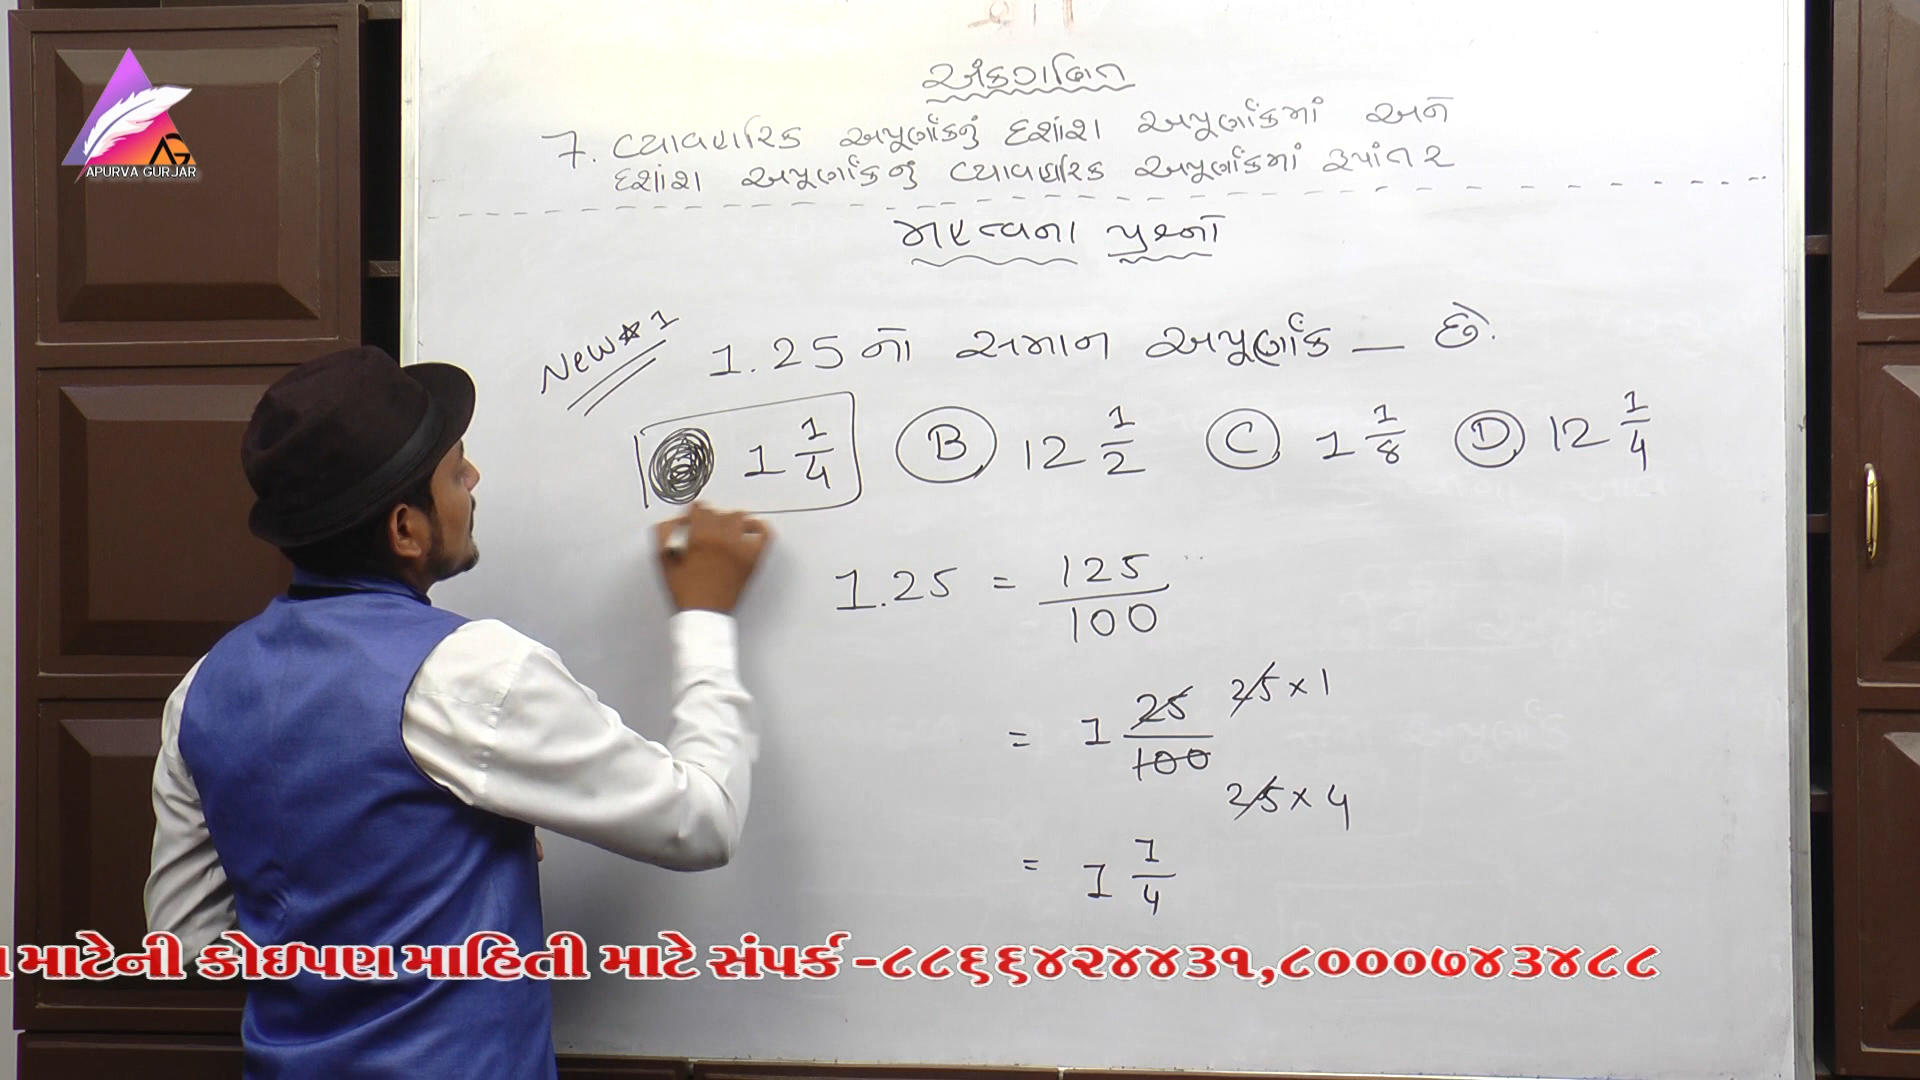 APURVA GURJAR
અંકગણિત
7. વ્યાવહારિક અપૂર્ણાંકનું દશાંશ અપૂર્ણાંકમાં અને
દશાંશ અપૂર્ણાંકનું વ્યાવહારિક અપૂર્ણાંકમાં રૂપાંતર
મહત્વના પ્રશ્નો
New * 1
1.25 નો સમાન અપૂર્ણાંક — છે.
1 1/4 B 12 1/2 C 1 1/8 D 12 1/4
1.25 = 125/100
= 1 25/100 25×1
25×4
= 1 1/4
માટેની કોઇપણ માહિતી માટે સંપર્ક -૮૮૬૬૪૨૪૪૩૧,૮૦૦૦૭૪૩૪૮૮